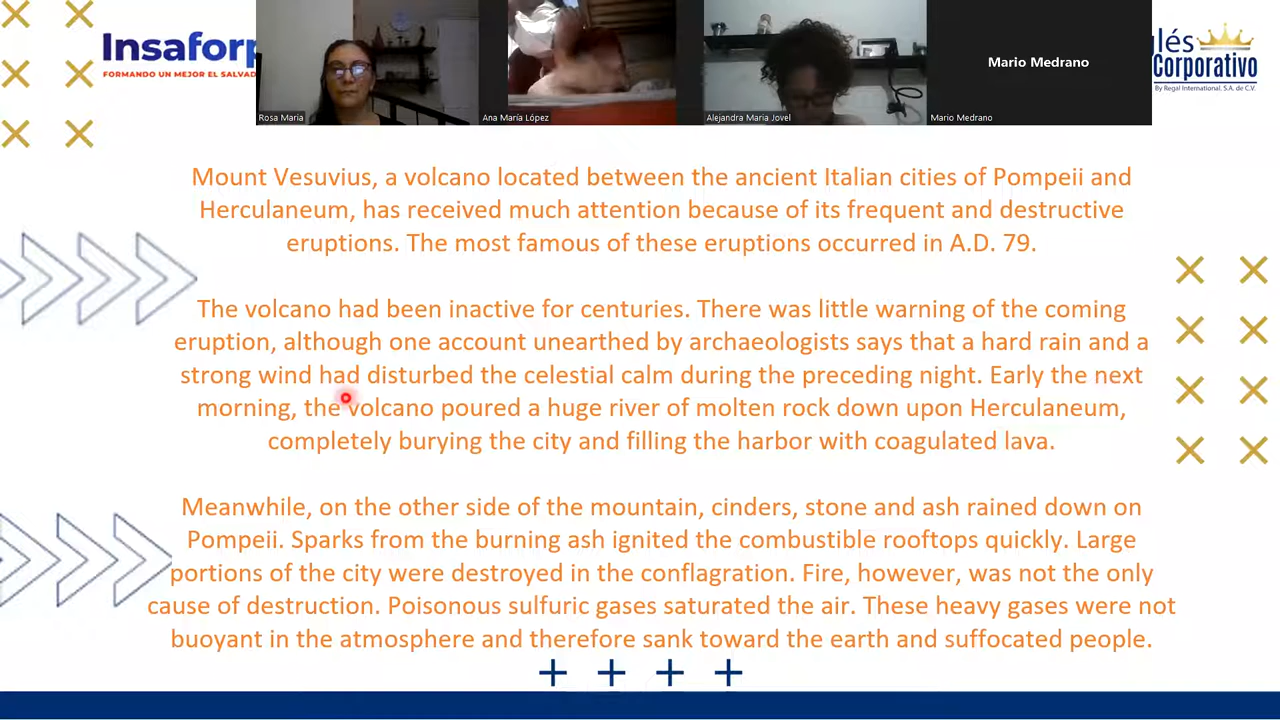 Insaforp
FORMANDO UN MEJOR EL SALVAD
Rosa Maria
Ana María López
Alejandra Maria Jovel
Mario Medrano
Mario Medrano
lés
Corporativo
By Regal International, S.A. de C.V.
Mount Vesuvius, a volcano located between the ancient Italian cities of Pompeii and
Herculaneum, has received much attention because of its frequent and destructive
eruptions. The most famous of these eruptions occurred in A.D. 79.
The volcano had been inactive for centuries. There was little warning of the coming
eruption, although one account unearthed by archaeologists says that a hard rain and a
strong wind had disturbed the celestial calm during the preceding night. Early the next
morning, the volcano poured a huge river of molten rock down upon Herculaneum,
completely burying the city and filling the harbor with coagulated lava.
Meanwhile, on the other side of the mountain, cinders, stone and ash rained down on
Pompeii. Sparks from the burning ash ignited the combustible rooftops quickly. Large
portions of the city were destroyed in the conflagration. Fire, however, was not the only
cause of destruction. Poisonous sulfuric gases saturated the air. These heavy gases were not
buoyant in the atmosphere and therefore sank toward the earth and suffocated people.